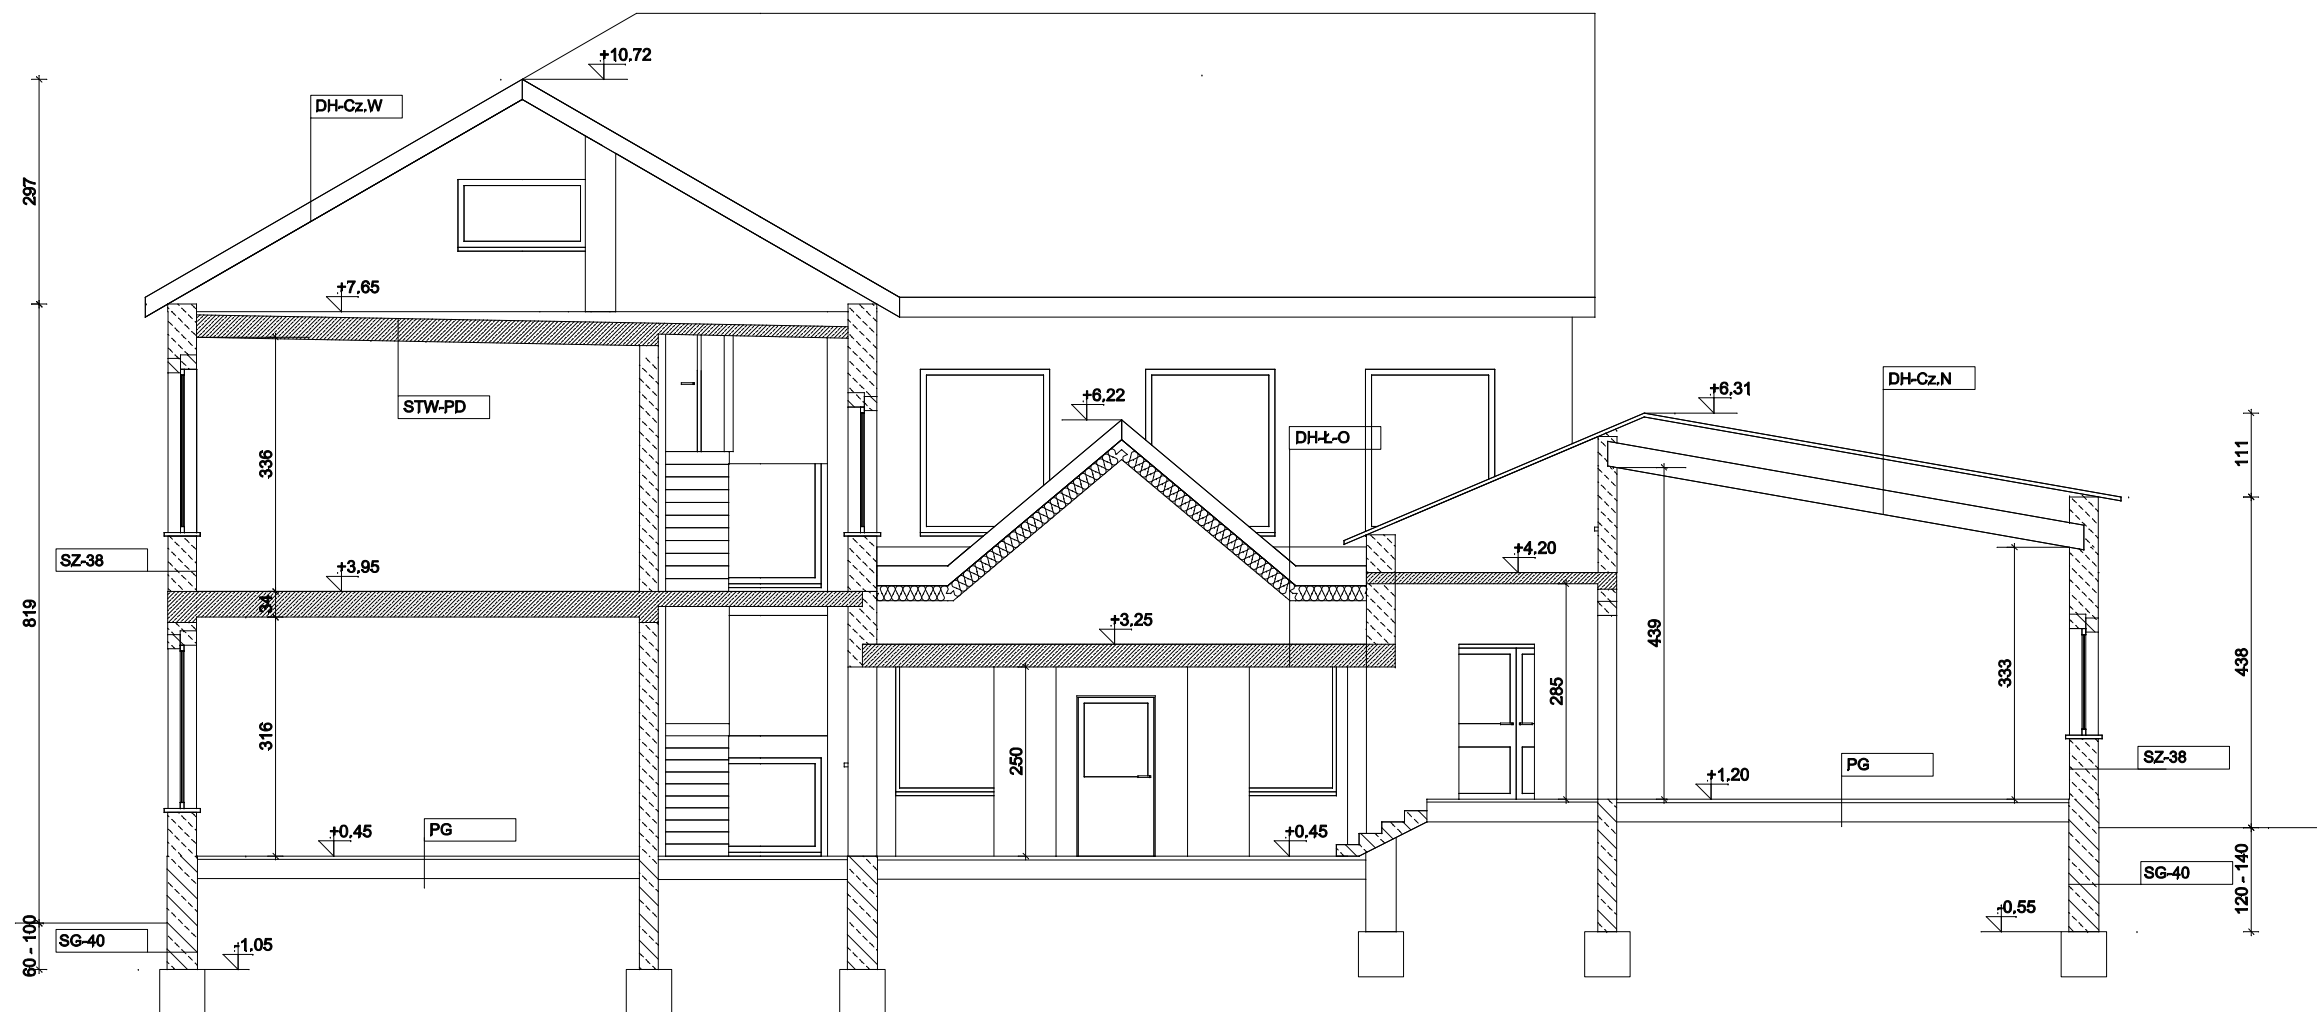 +10,72
DH-Cz.W
297
+7,65
STW-PD
336
+6,22
DH-Ł-O
+6,31
DH-Cz.N
111
SZ-38
+3,95
34
819
+4,20
+3,25
439
333
438
285
316
250
SZ-38
PG
+1,20
+0,45
PG
+0,45
SG-40
120 - 140
-0,55
SG-40
60 - 100
-1,05